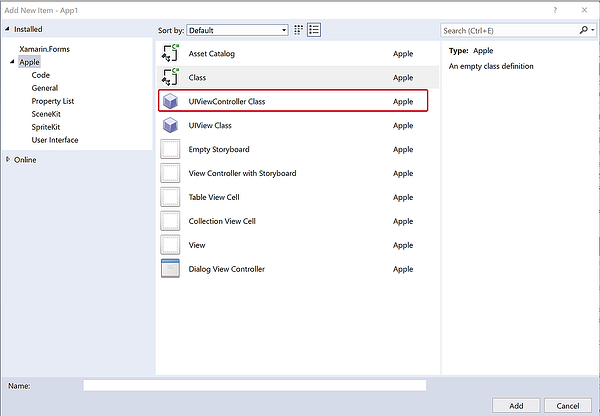 Add New Item - App1
?
Installed
Sort by: Default
Search (Ctrl+E)
Xamarin.Forms
Apple
Code
General
Property List
SceneKit
SpriteKit
User Interface
Online
Asset Catalog Apple
Class Apple
UIViewController Class Apple
UIView Class Apple
Empty Storyboard Apple
View Controller with Storyboard Apple
Table View Cell Apple
Collection View Cell Apple
View Apple
Dialog View Controller Apple
Type: Apple
An empty class definition
Name:
Add Cancel